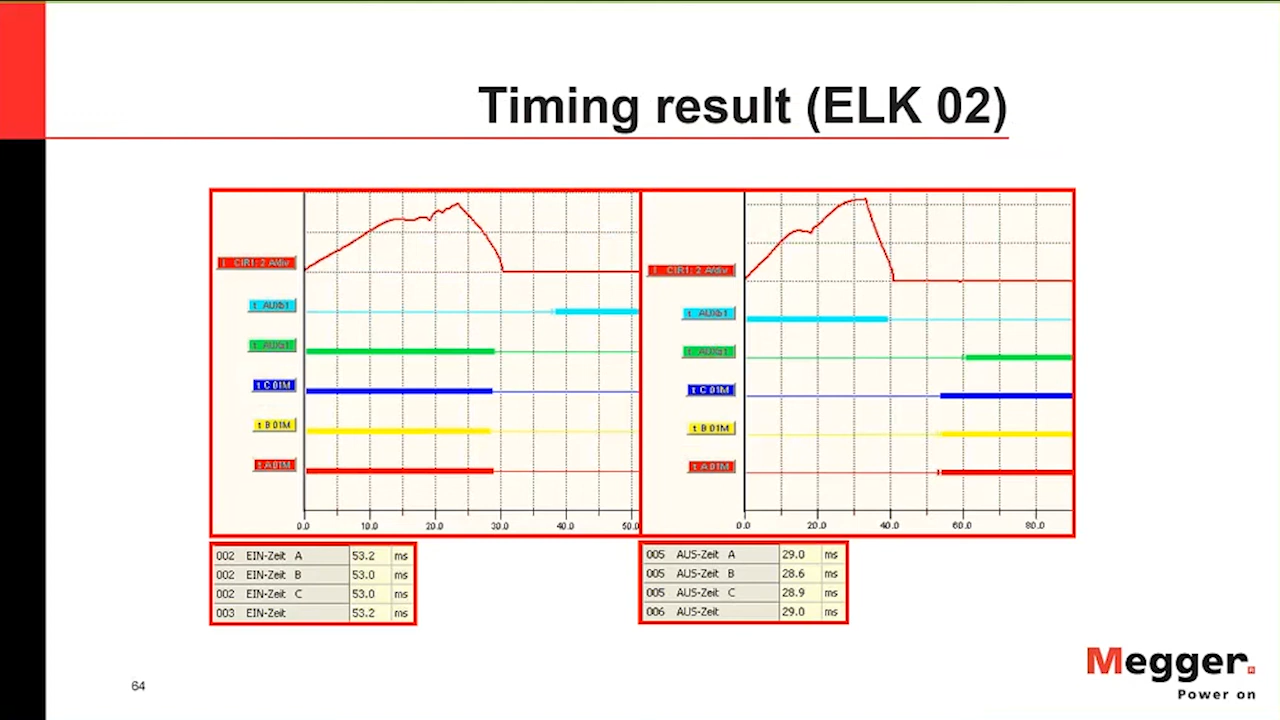 Timing result (ELK 02)
I CIR1: 2 A/div
t AUXb1
t C 01M
t B 01M
t A 01M
0.0 10.0 20.0 30.0 40.0 50.0
I CIR1: 2 A/div
t AUXb1
t C 01M
t B 01M
t A 01M
0.0 20.0 40.0 60.0 80.0
002 EIN-Zeit A 53.2 ms
002 EIN-Zeit B 53.0 ms
002 EIN-Zeit C 53.0 ms
003 EIN-Zeit 53.2 ms
005 AUS-Zeit A 29.0 ms
005 AUS-Zeit B 28.6 ms
005 AUS-Zeit C 28.9 ms
006 AUS-Zeit 29.0 ms
64
Megger
Power on